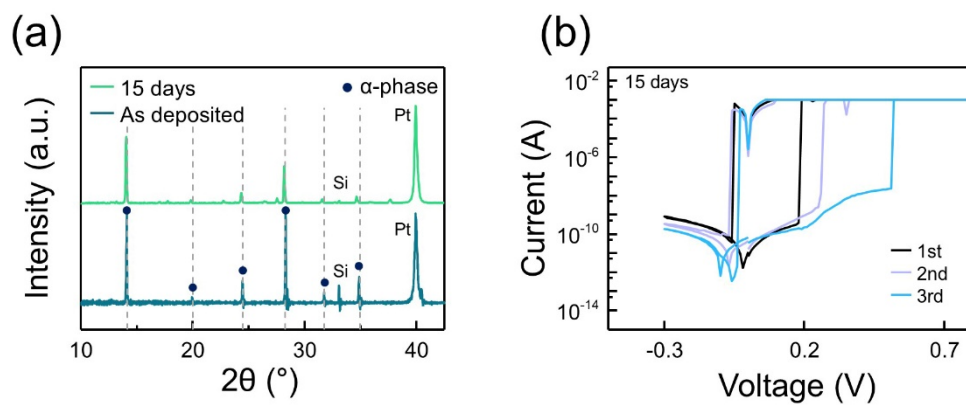 (a)
15 days
As deposited
α-phase
Pt
Si
Pt
Si
Intensity (a.u.)
10
20
30
40
2θ (°)
(b)
15 days
10⁻²
10⁻⁶
10⁻¹⁰
10⁻¹⁴
Current (A)
1st
2nd
3rd
-0.3
0.2
0.7
Voltage (V)